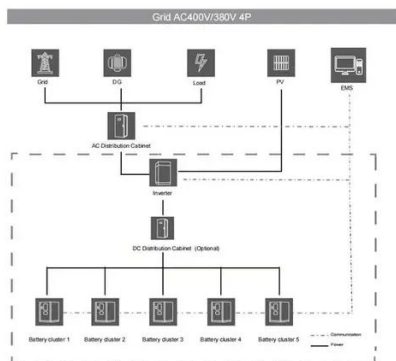 Grid AC400V/380V 4P
Grid DG Load PV EMS
AC Distribution Cabinet
Inverter
DC Distribution Cabinet (Optional)
Battery cluster 1 Battery cluster 2 Battery cluster 3 Battery cluster 4 Battery cluster 5
Communication
Power